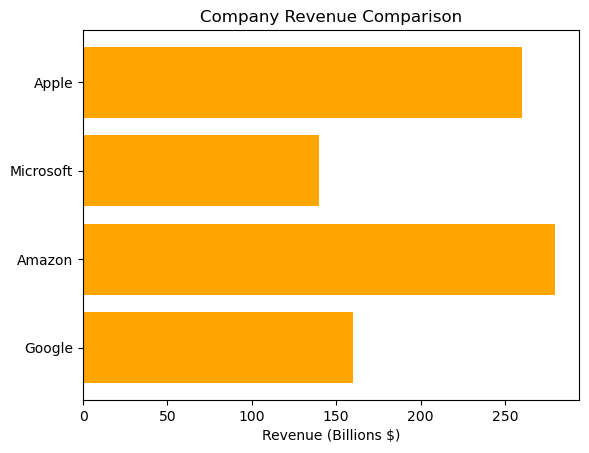 Company Revenue Comparison
Apple
Microsoft
Amazon
Google
0 50 100 150 200 250
Revenue (Billions $)